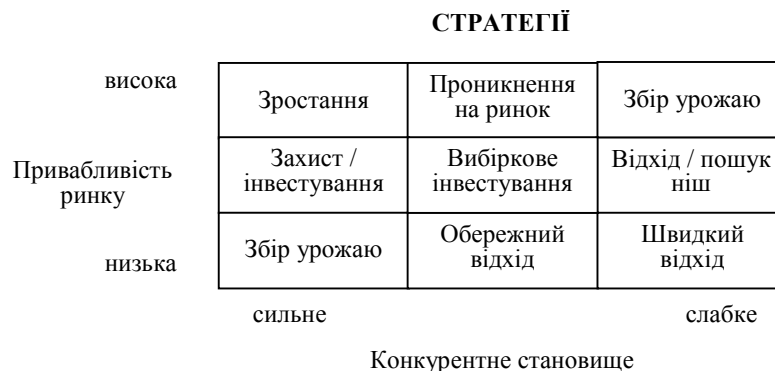 СТРАТЕГІЇ
висока
Зростання
Проникнення
на ринок
Збір урожаю
Привабливість
ринку
Захист /
інвестування
Вибіркове
інвестування
Відхід / пошук
ніш
низька
Збір урожаю
Обережний
відхід
Швидкий
відхід
сильне
слабке
Конкурентне становище